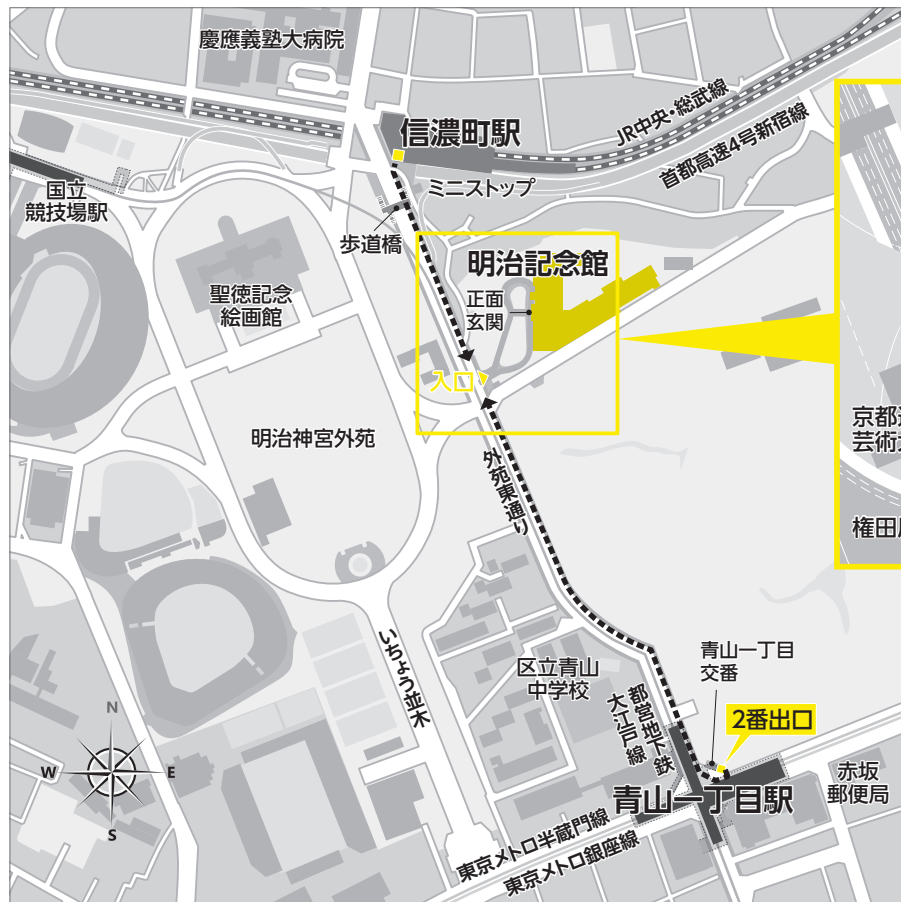 慶應義塾大病院
信濃町駅
JR中央・総武線
首都高速4号新宿線
ミニストップ
国立
競技場駅
歩道橋
明治記念館
正面
玄関
聖徳記念
絵画館
入口
明治神宮外苑
外苑東通り
京都
芸術
権田
いちょう並木
区立青山
中学校
青山一丁目
交番
2番出口
都営地下鉄
大江戸線
青山一丁目駅
赤坂
郵便局
東京メトロ半蔵門線
東京メトロ銀座線
N
W
E
S